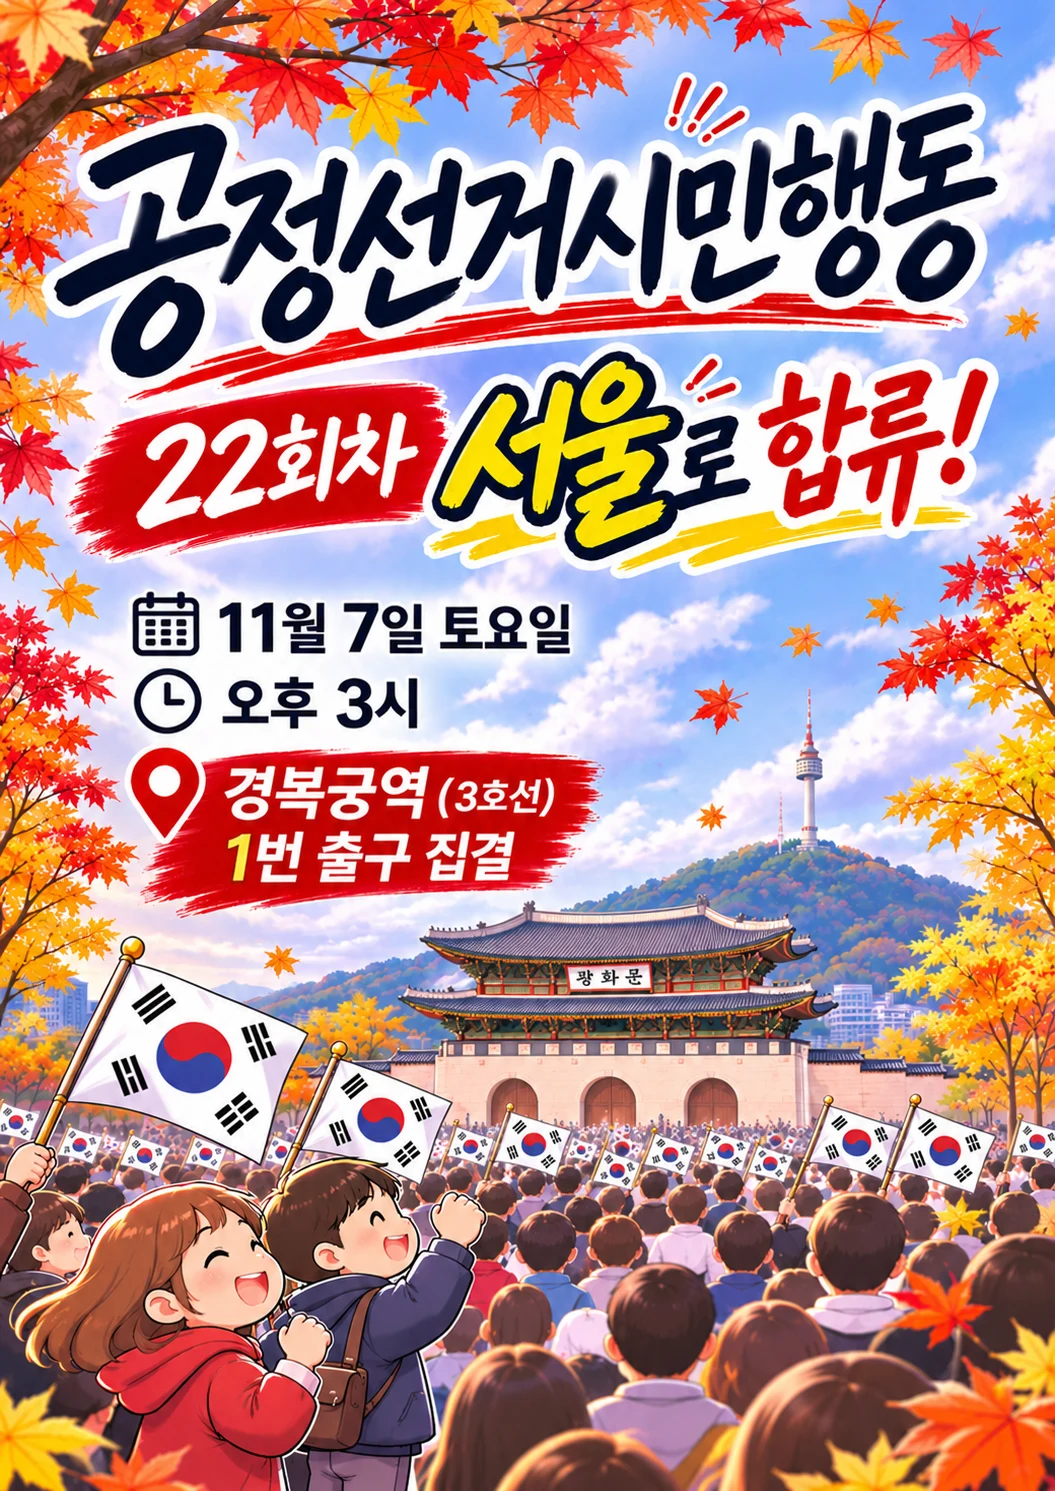 공정선거시민행동
22회차 서울로 합류!
11월 7일 토요일
오후 3시
경복궁역 (3호선)
1번 출구 집결
광화문